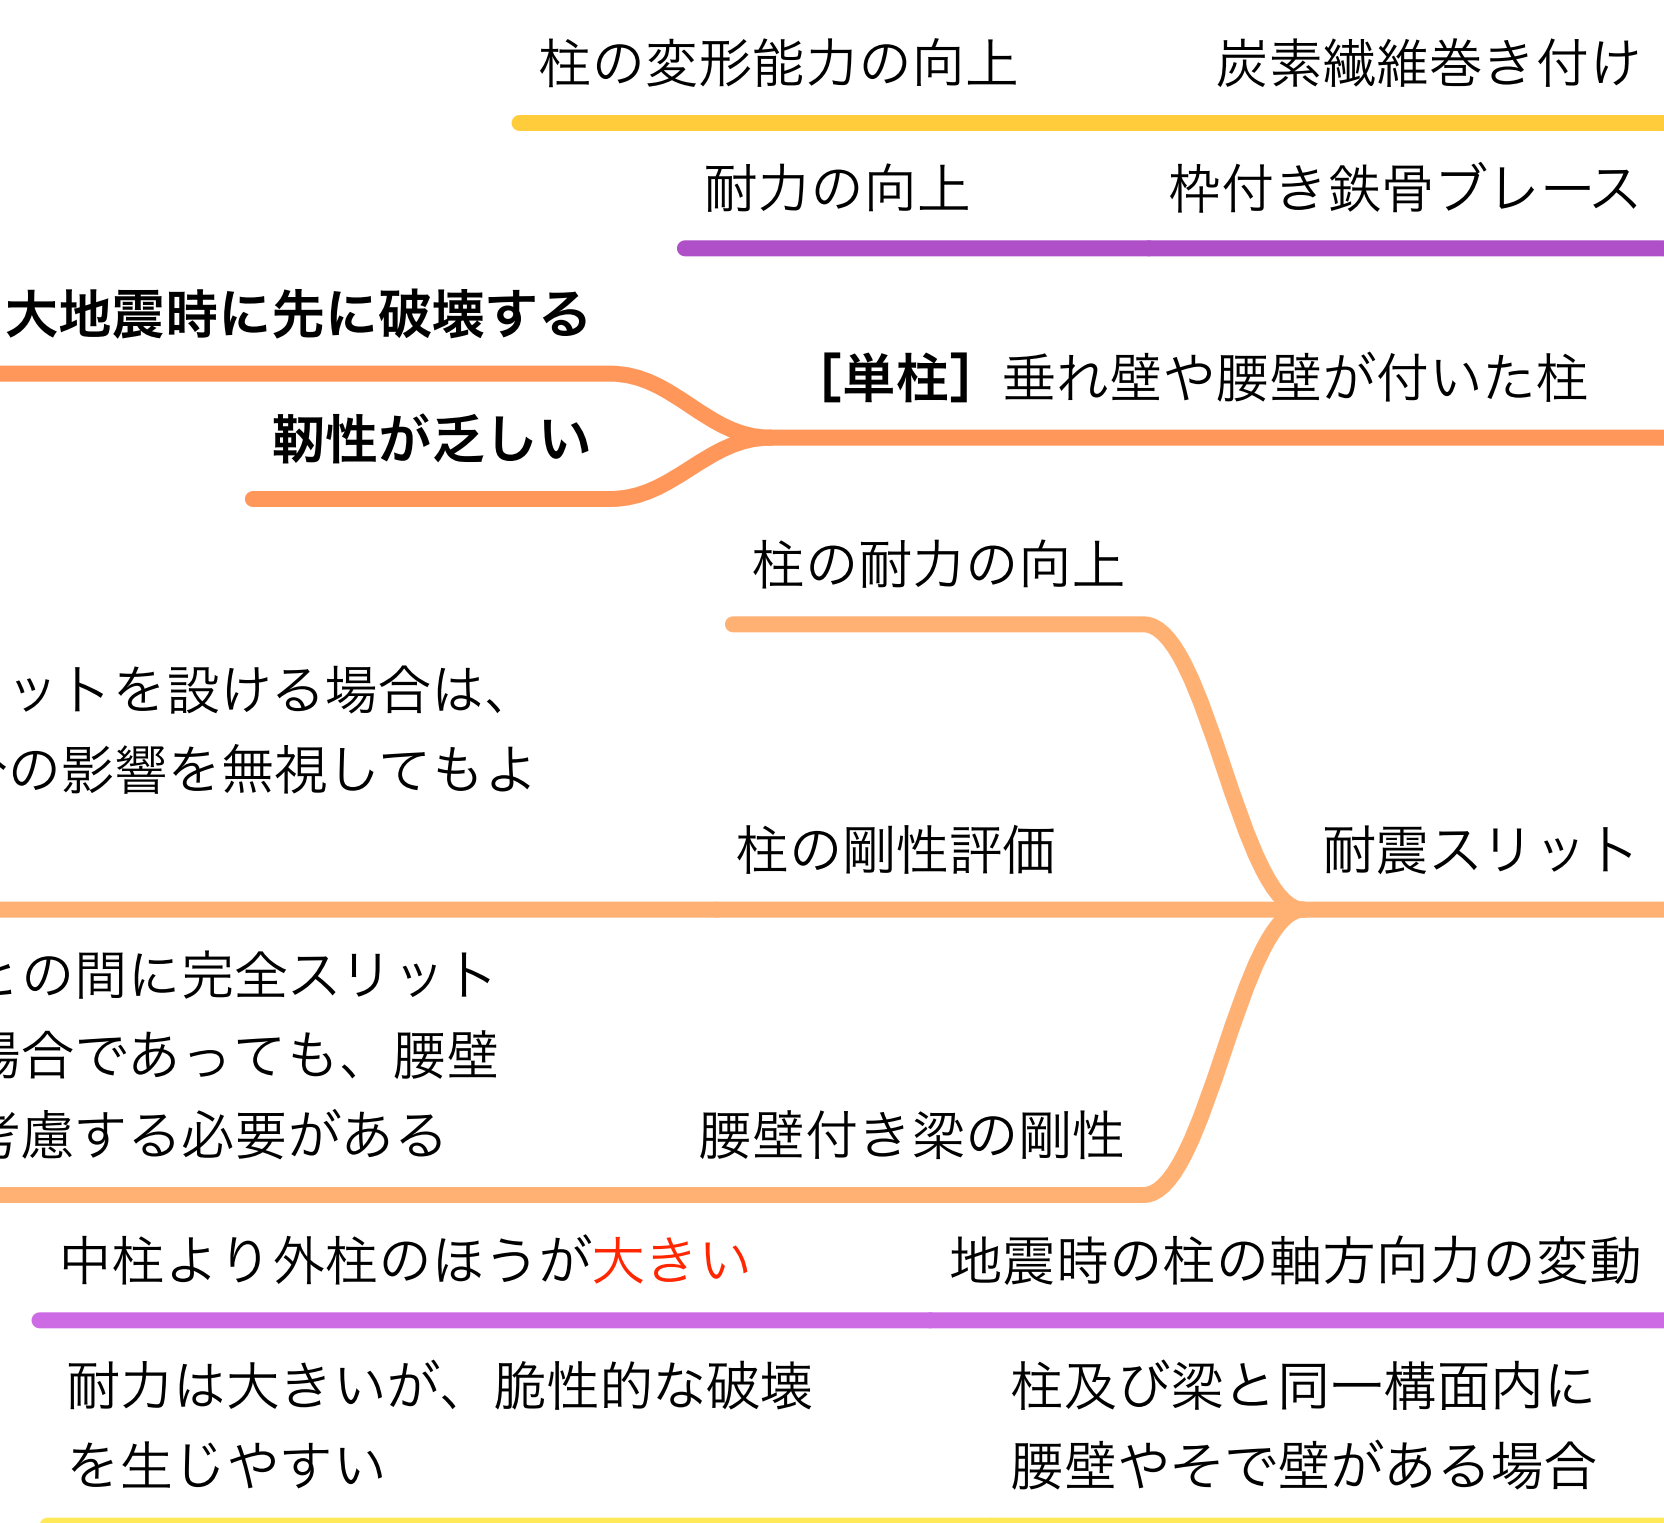 柱の変形能力の向上
炭素繊維巻き付け
耐力の向上
枠付き鉄骨ブレース
大地震時に先に破壊する
［単柱］垂れ壁や腰壁が付いた柱
靭性が乏しい
柱の耐力の向上
ットを設ける場合は、
の影響を無視してもよ
柱の剛性評価
耐震スリット
との間に完全スリット
場合であっても、腰壁
考慮する必要がある
腰壁付き梁の剛性
中柱より外柱のほうが大きい
地震時の柱の軸方向力の変動
耐力は大きいが、脆性的な破壊
を生じやすい
柱及び梁と同一構面内に
腰壁やそで壁がある場合